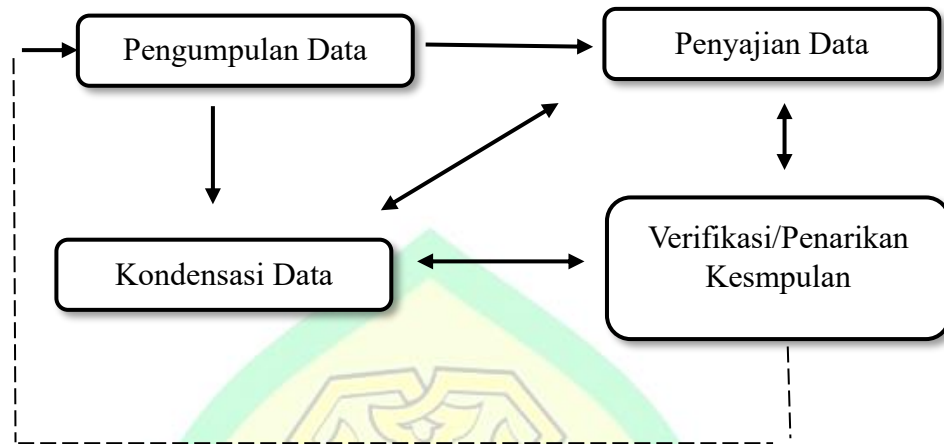 Pengumpulan Data
Penyajian Data
Kondensasi Data
Verifikasi/Penarikan
Kesmpulan